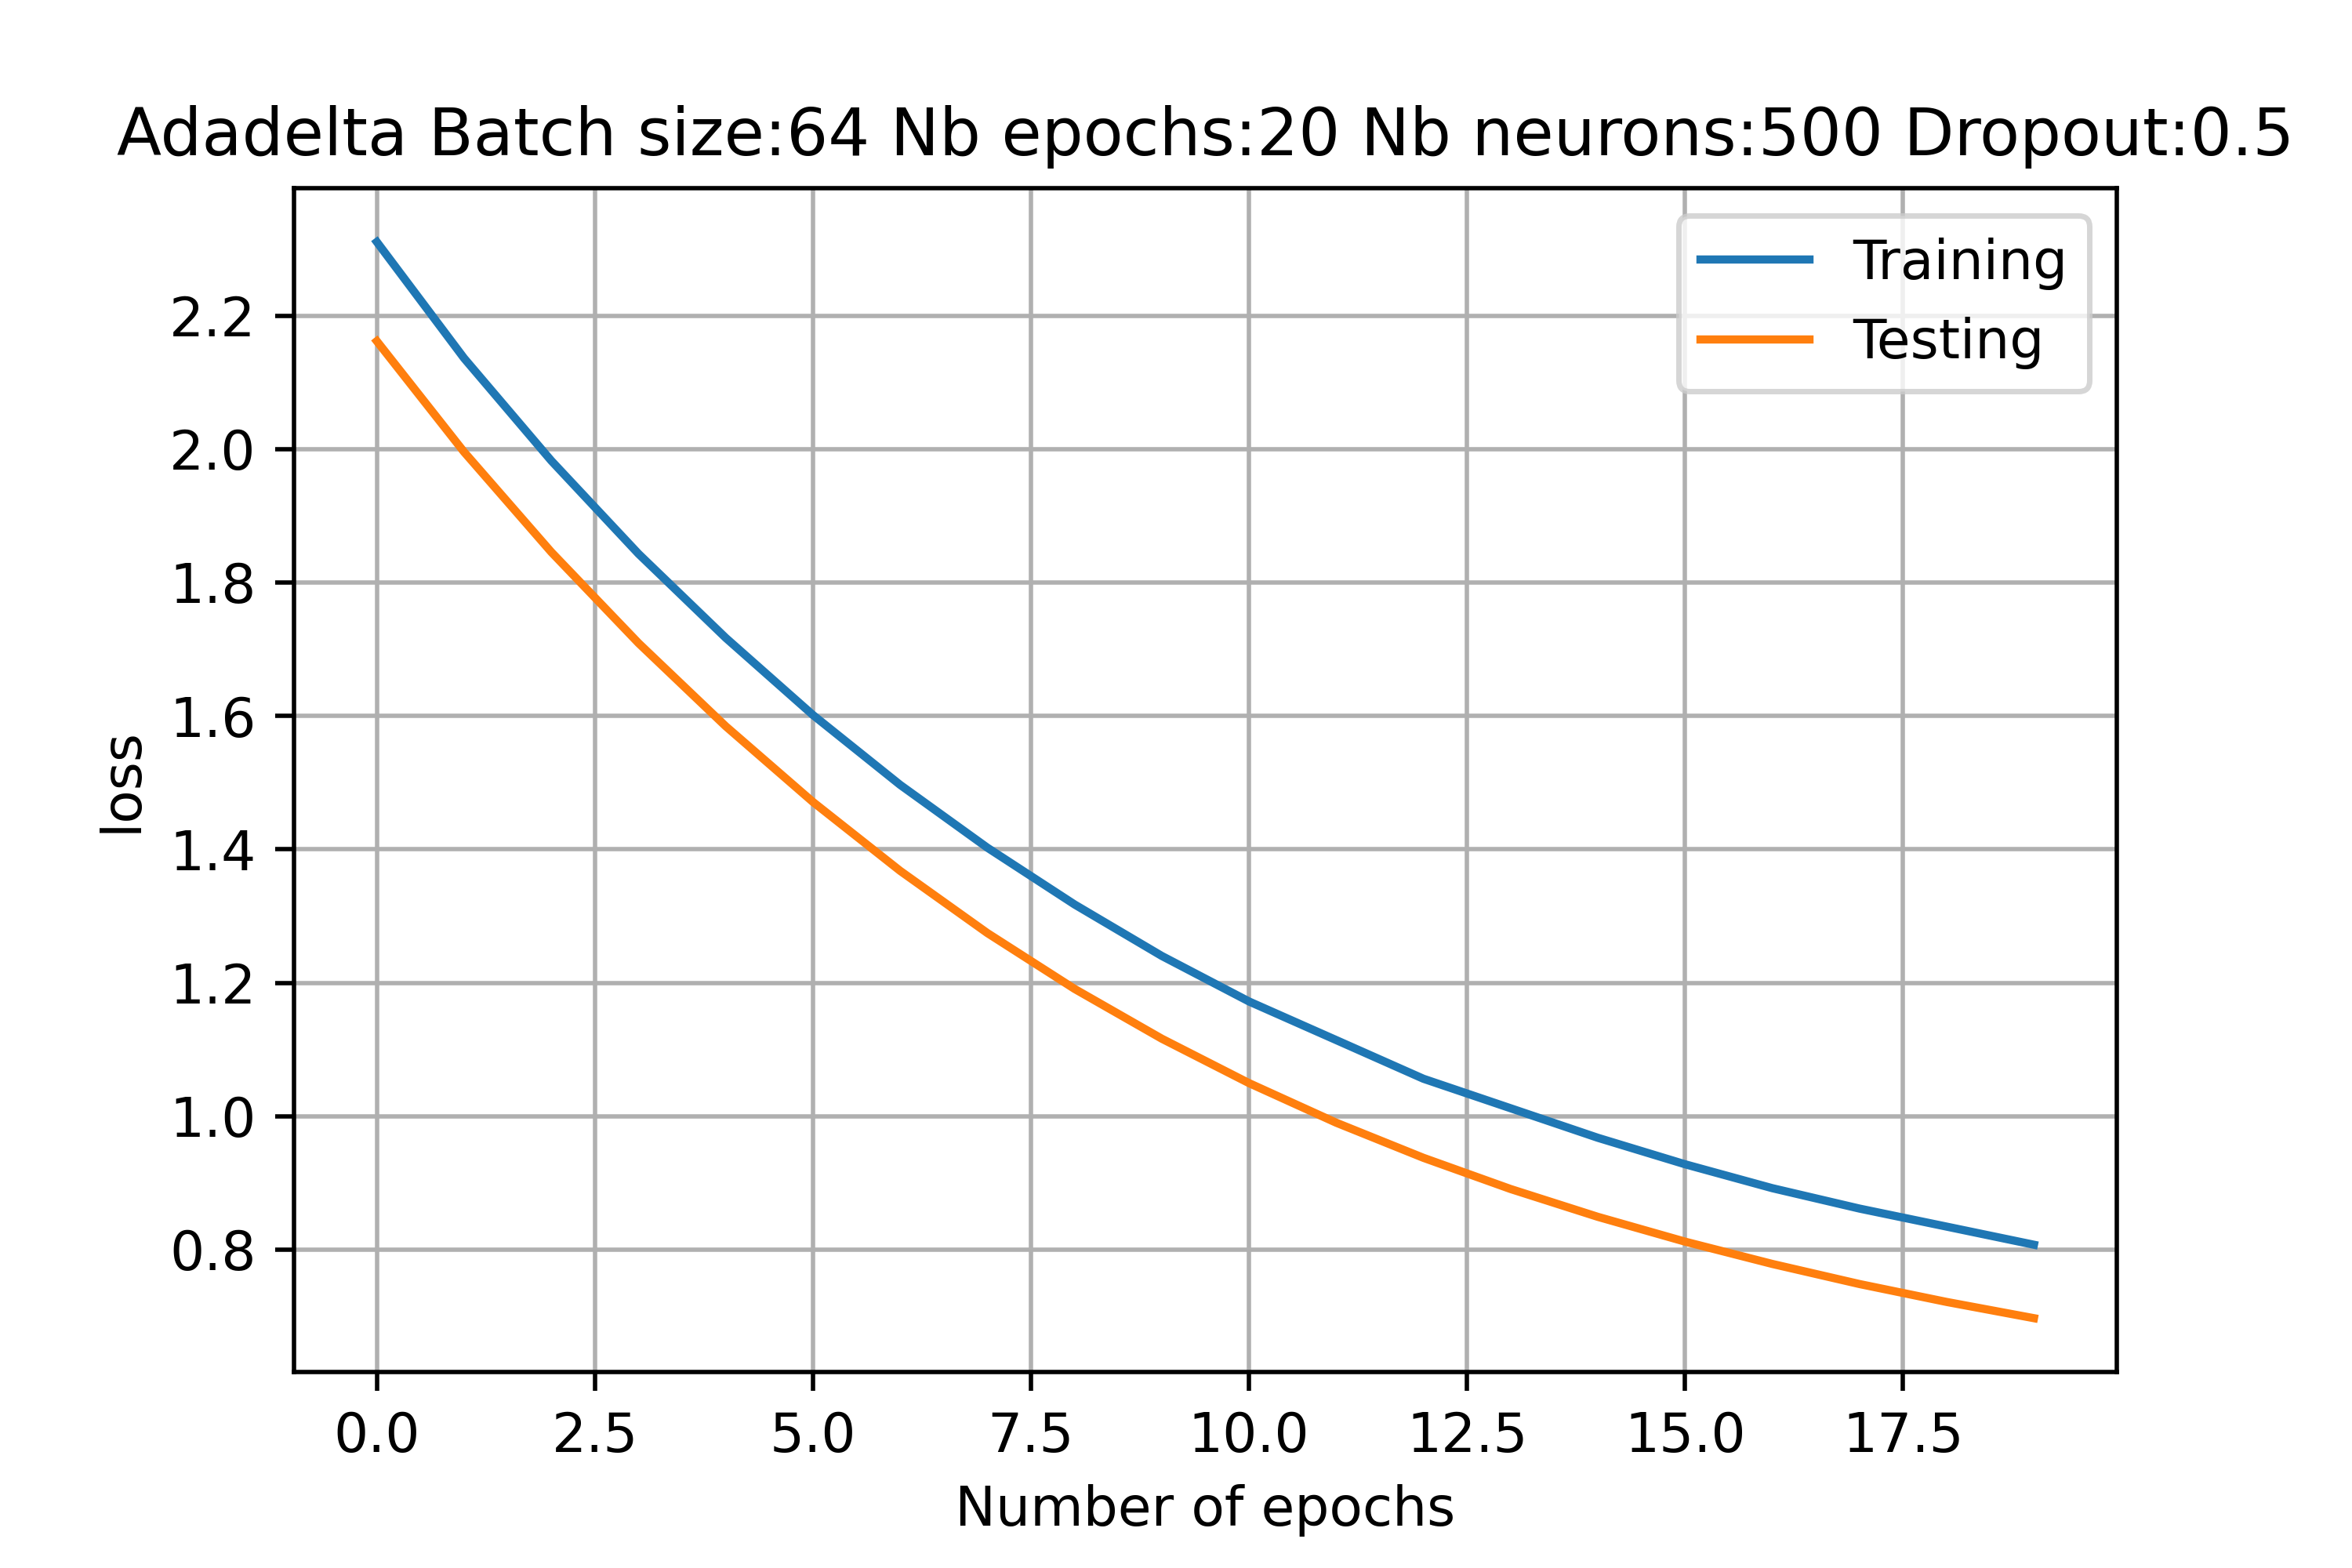 Adadelta Batch size:64 Nb epochs:20 Nb neurons:500 Dropout:0.5
Training
Testing
2.2
2.0
1.8
1.6
1.4
1.2
1.0
0.8
loss
0.0 2.5 5.0 7.5 10.0 12.5 15.0 17.5
Number of epochs